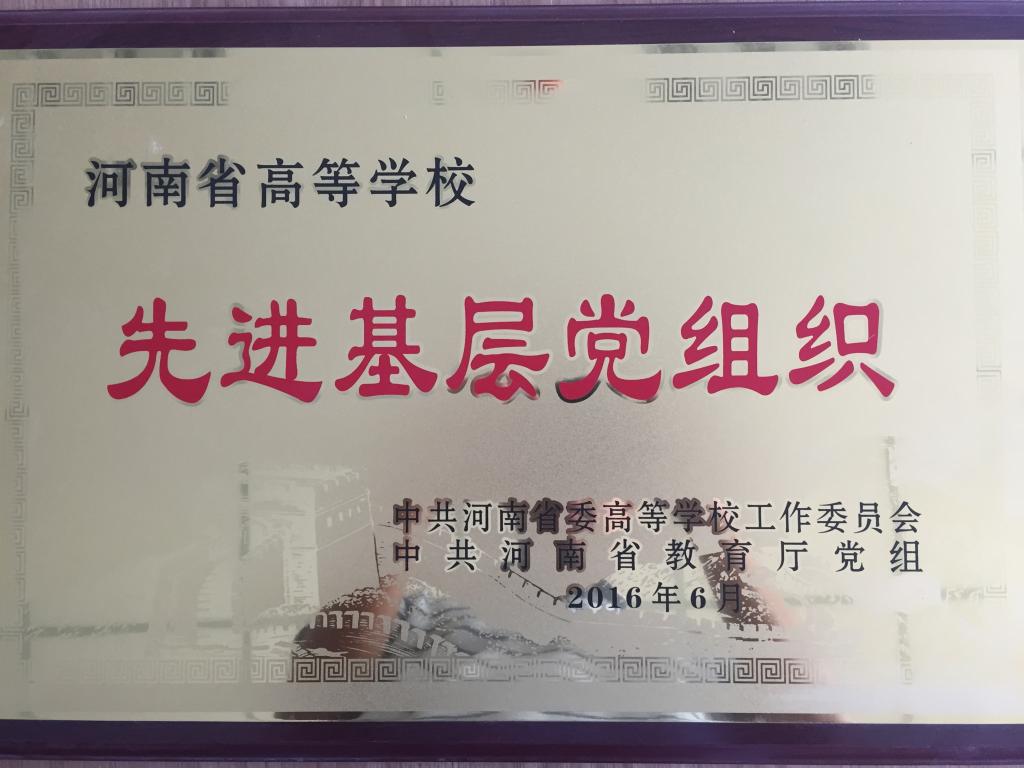 河南省高等学校
先进基层党组织
中共河南省委高等学校工作委员会
中共河南省教育厅党组
2016年6月